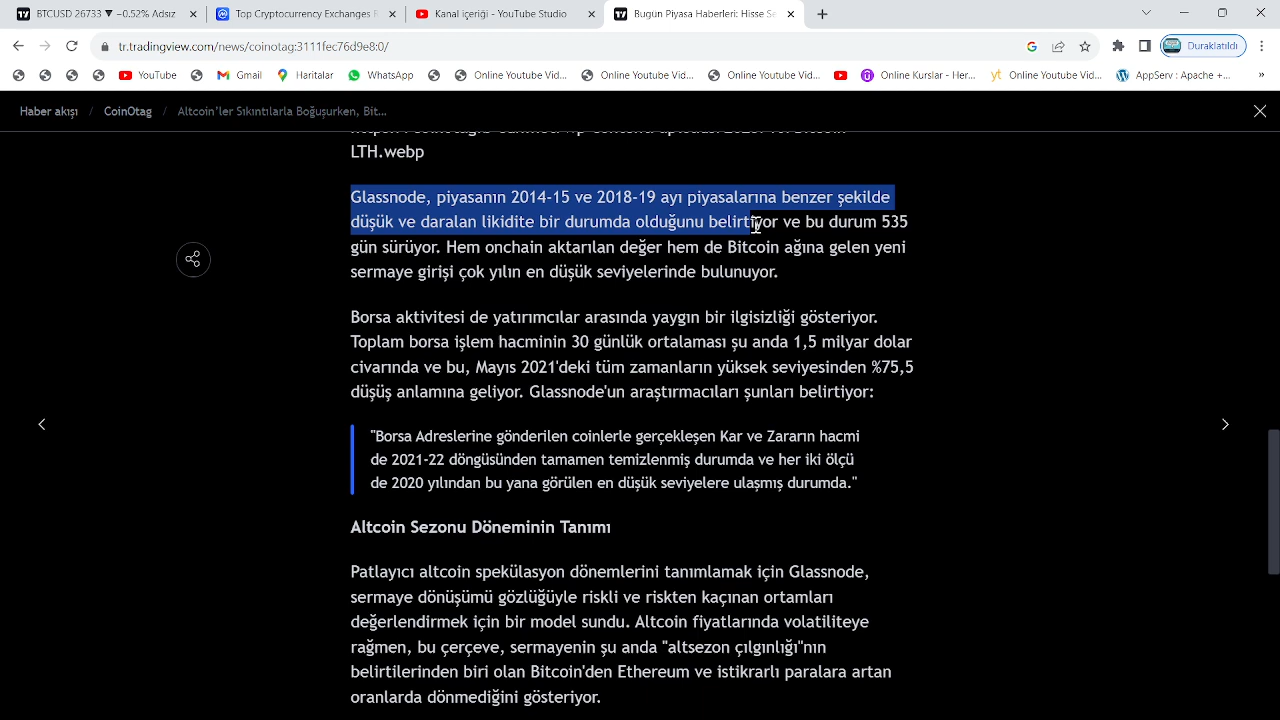 BTCUSD 26733 ▼ −0.52% Adsız
Top Cryptocurrency Exchanges R
Kanal içeriği - YouTube Studio
Bugün Piyasa Haberleri: Hisse Se
tr.tradingview.com/news/coinotag:3111fec76d9e8:0/
Duraklatıldı
YouTube
Gmail
Haritalar
WhatsApp
Online Youtube Vid...
Online Youtube Vid...
Online Youtube Vid...
Online Kurslar - Her...
Online Youtube Vid...
AppServ : Apache +...
»
Haber akışı / CoinOtag / Altcoin'ler Sıkıntılarla Boğuşurken, Bit...
LTH.webp
Glassnode, piyasanın 2014-15 ve 2018-19 ayı piyasalarına benzer şekilde
düşük ve daralan likidite bir durumda olduğunu belirtiyor ve bu durum 535
gün sürüyor. Hem onchain aktarılan değer hem de Bitcoin ağına gelen yeni
sermaye girişi çok yılın en düşük seviyelerinde bulunuyor.
Borsa aktivitesi de yatırımcılar arasında yaygın bir ilgisizliği gösteriyor.
Toplam borsa işlem hacminin 30 günlük ortalaması şu anda 1,5 milyar dolar
civarında ve bu, Mayıs 2021'deki tüm zamanların yüksek seviyesinden %75,5
düşüş anlamına geliyor. Glassnode'un araştırmacıları şunları belirtiyor:
"Borsa Adreslerine gönderilen coinlerle gerçekleşen Kar ve Zararın hacmi
de 2021-22 döngüsünden tamamen temizlenmiş durumda ve her iki ölçü
de 2020 yılından bu yana görülen en düşük seviyelere ulaşmış durumda."
Altcoin Sezonu Döneminin Tanımı
Patlayıcı altcoin spekülasyon dönemlerini tanımlamak için Glassnode,
sermaye dönüşümü gözlüğüyle riskli ve riskten kaçınan ortamları
değerlendirmek için bir model sundu. Altcoin fiyatlarında volatiliteye
rağmen, bu çerçeve, sermayenin şu anda "altsezon çılgınlığı"nın
belirtilerinden biri olan Bitcoin'den Ethereum ve istikrarlı paralara artan
oranlarda dönmediğini gösteriyor.